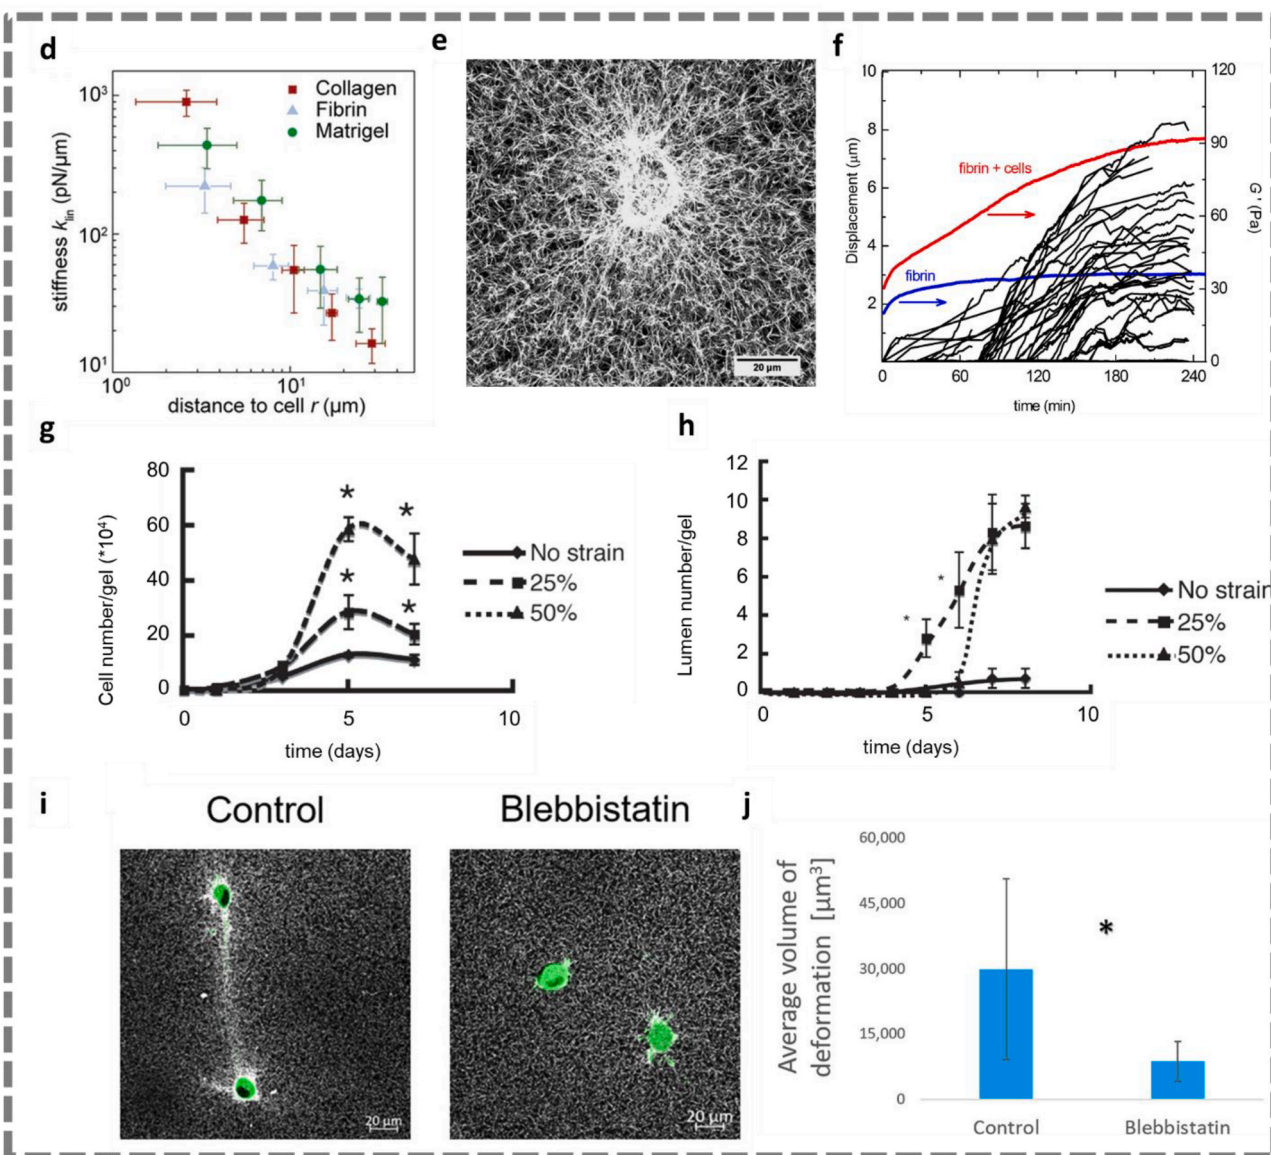 d
10³
10²
10¹
10⁰
10¹
stiffness k_lin (pN/µm)
distance to cell r (µm)
Collagen
Fibrin
Matrigel
e
20 µm
f
10
8
6
4
2
Displacement (µm)
0
60
120
180
240
time (min)
120
90
60
30
0
G ' (Pa)
fibrin + cells
fibrin
g
80
60
40
20
0
Cell number/gel (*10⁴)
0
5
10
time (days)
*
*
*
*
No strain
25%
50%
h
12
10
8
6
4
2
0
Lumen number/gel
0
5
10
time (days)
*
*
No strain
25%
50%
i
Control
Blebbistatin
20 µm
20 µm
j
60,000
45,000
30,000
15,000
0
Average volume of
deformation [µm³]
*
Control
Blebbistatin